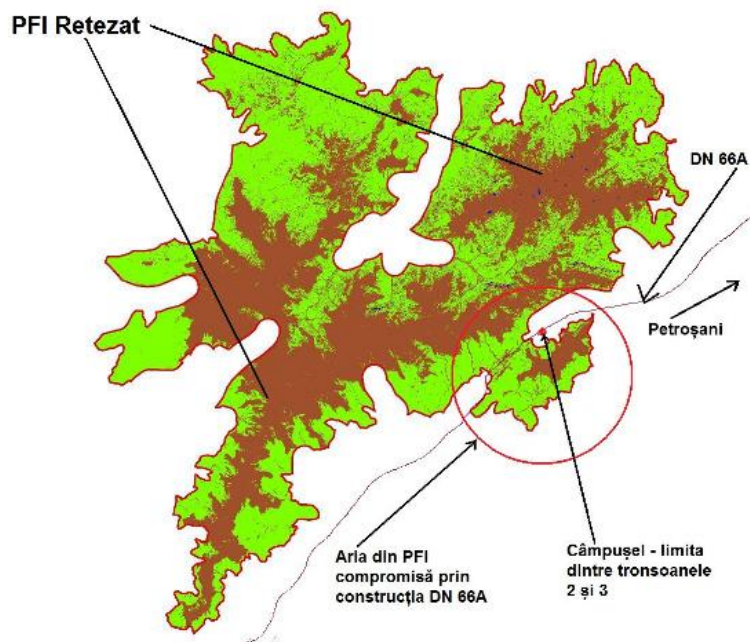 PFI Retezat
DN 66A
Petroșani
Aria din PFI
compromisă prin
construcția DN 66A
Câmpușel - limita
dintre tronsoanele
2 și 3